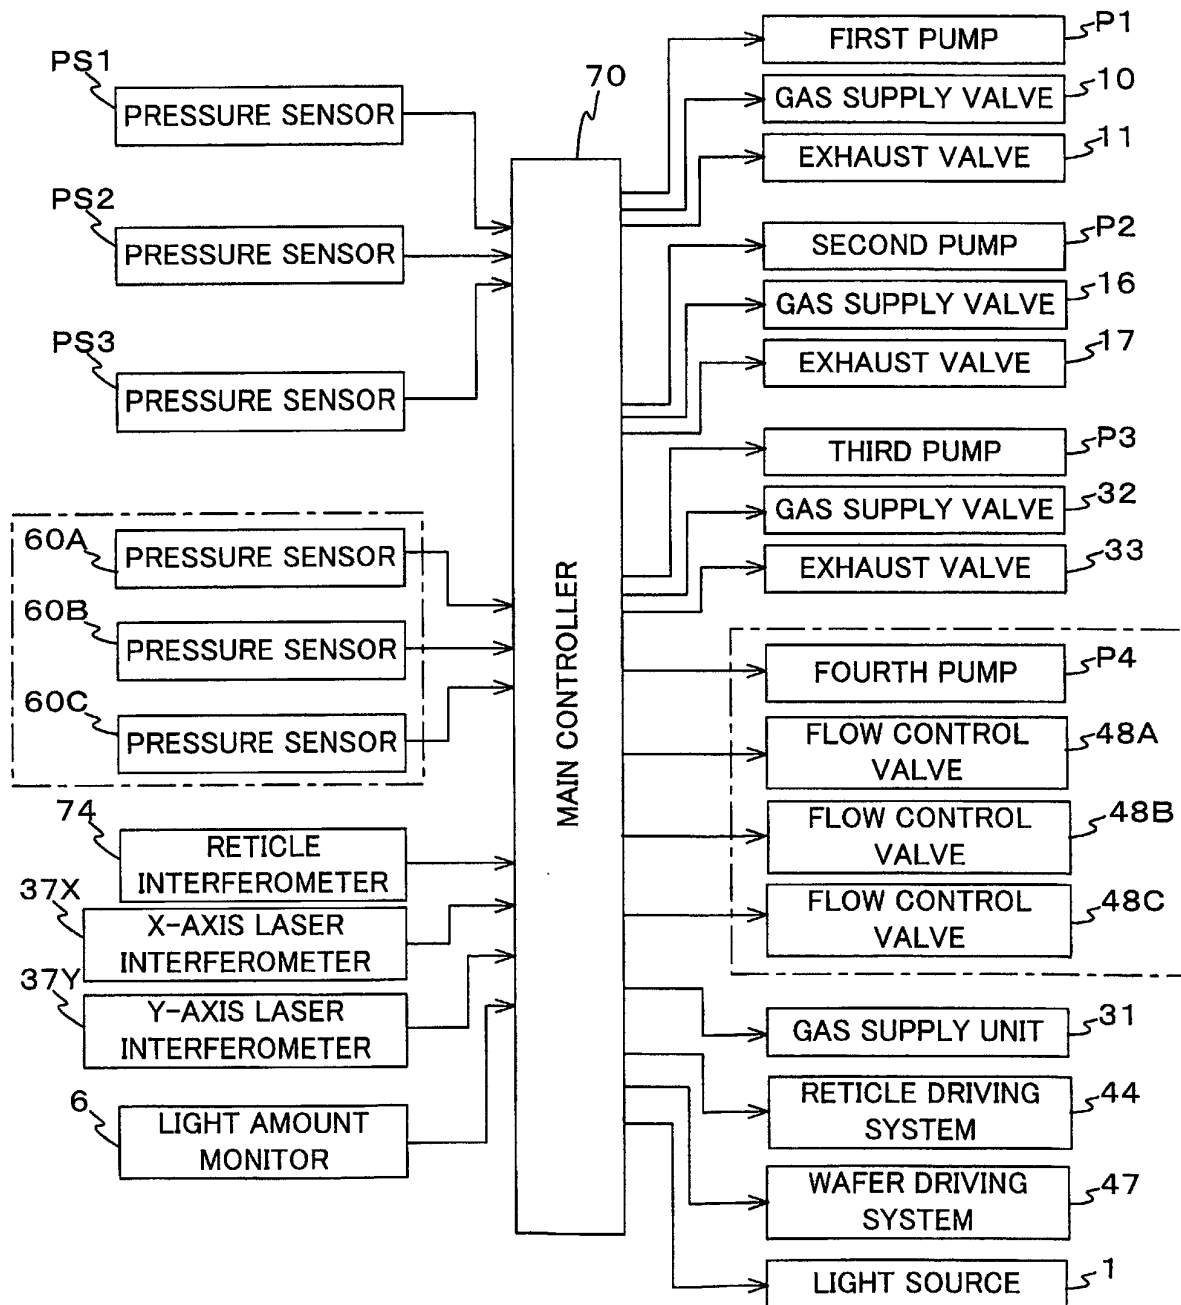 PS1
PRESSURE SENSOR
PS2
PRESSURE SENSOR
PS3
PRESSURE SENSOR
60A
PRESSURE SENSOR
60B
PRESSURE SENSOR
60C
PRESSURE SENSOR
74
RETICLE
INTERFEROMETER
37X
X-AXIS LASER
INTERFEROMETER
37Y
Y-AXIS LASER
INTERFEROMETER
6
LIGHT AMOUNT
MONITOR
70
MAIN CONTROLLER
FIRST PUMP
P1
GAS SUPPLY VALVE
10
EXHAUST VALVE
11
SECOND PUMP
P2
GAS SUPPLY VALVE
16
EXHAUST VALVE
17
THIRD PUMP
P3
GAS SUPPLY VALVE
32
EXHAUST VALVE
33
FOURTH PUMP
P4
FLOW CONTROL
VALVE
48A
FLOW CONTROL
VALVE
48B
FLOW CONTROL
VALVE
48C
GAS SUPPLY UNIT
31
RETICLE DRIVING
SYSTEM
44
WAFER DRIVING
SYSTEM
47
LIGHT SOURCE
1